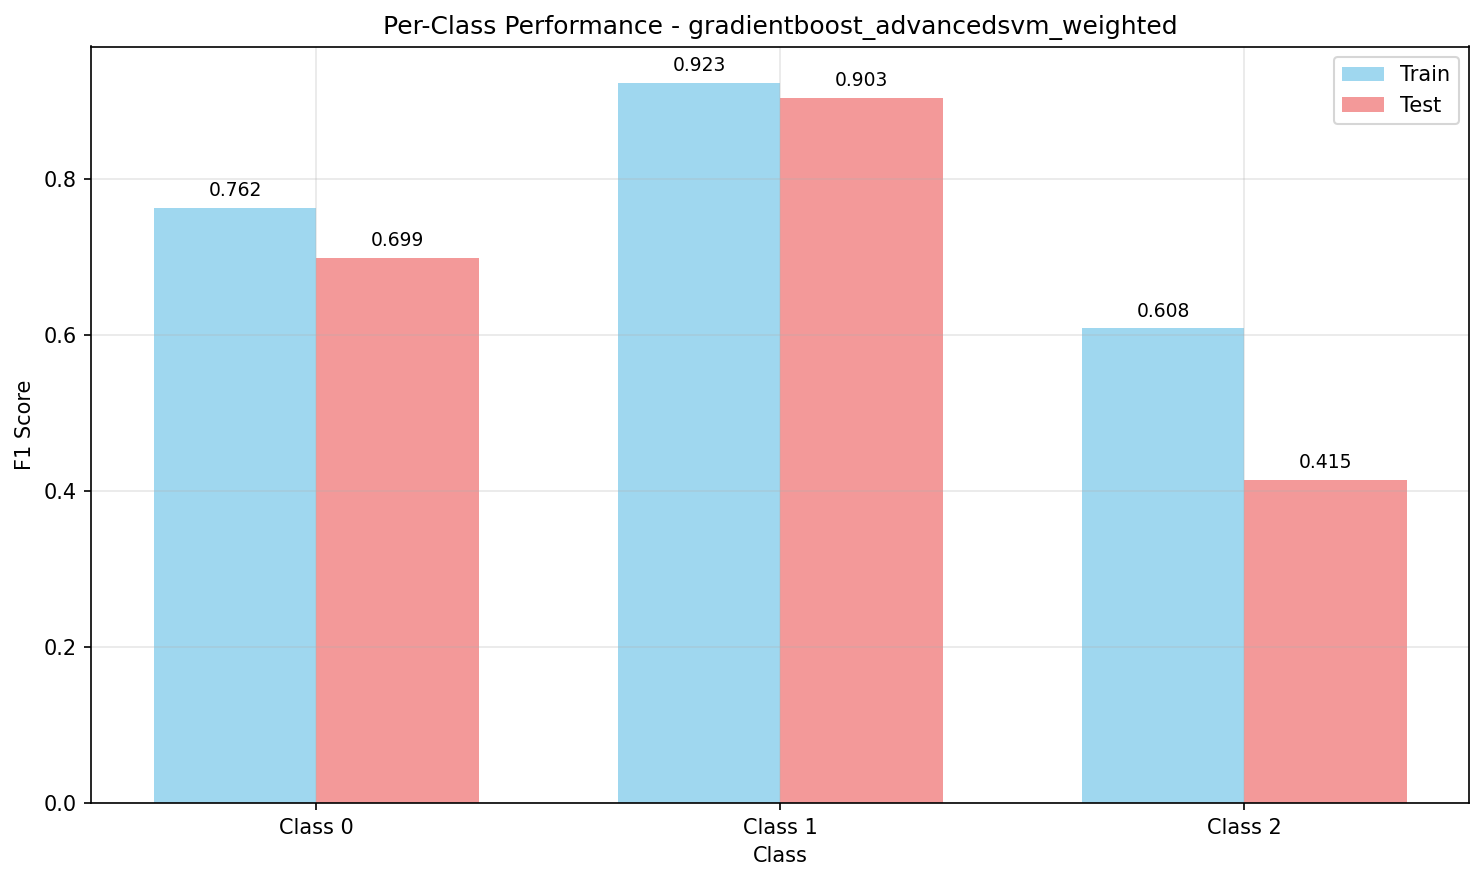 Per-Class Performance - gradientboost_advancedsvm_weighted
Train
Test
0.923
0.903
0.762
0.699
0.608
0.415
0.8
0.6
0.4
0.2
0.0
F1 Score
Class 0
Class 1
Class 2
Class